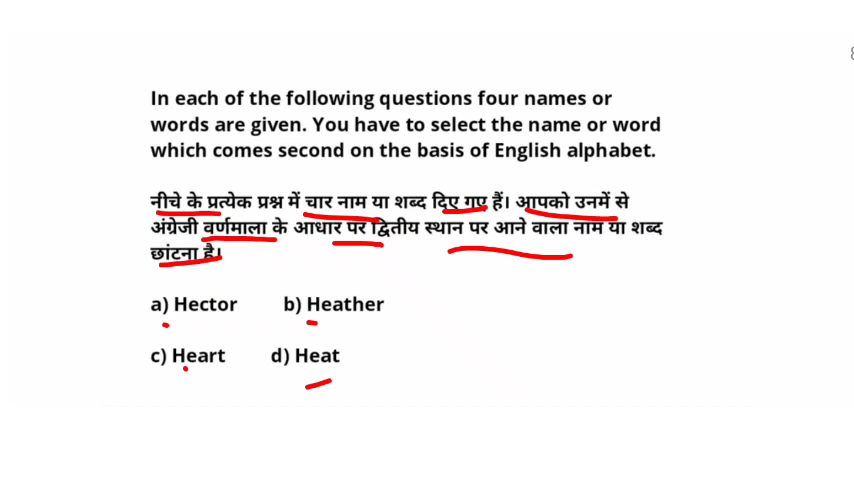 In each of the following questions four names or
words are given. You have to select the name or word
which comes second on the basis of English alphabet.
नीचे के प्रत्येक प्रश्न में चार नाम या शब्द दिए गए हैं। आपको उनमें से
अंग्रेजी वर्णमाला के आधार पर द्वितीय स्थान पर आने वाला नाम या शब्द
छांटना है।
a) Hector b) Heather
c) Heart d) Heat